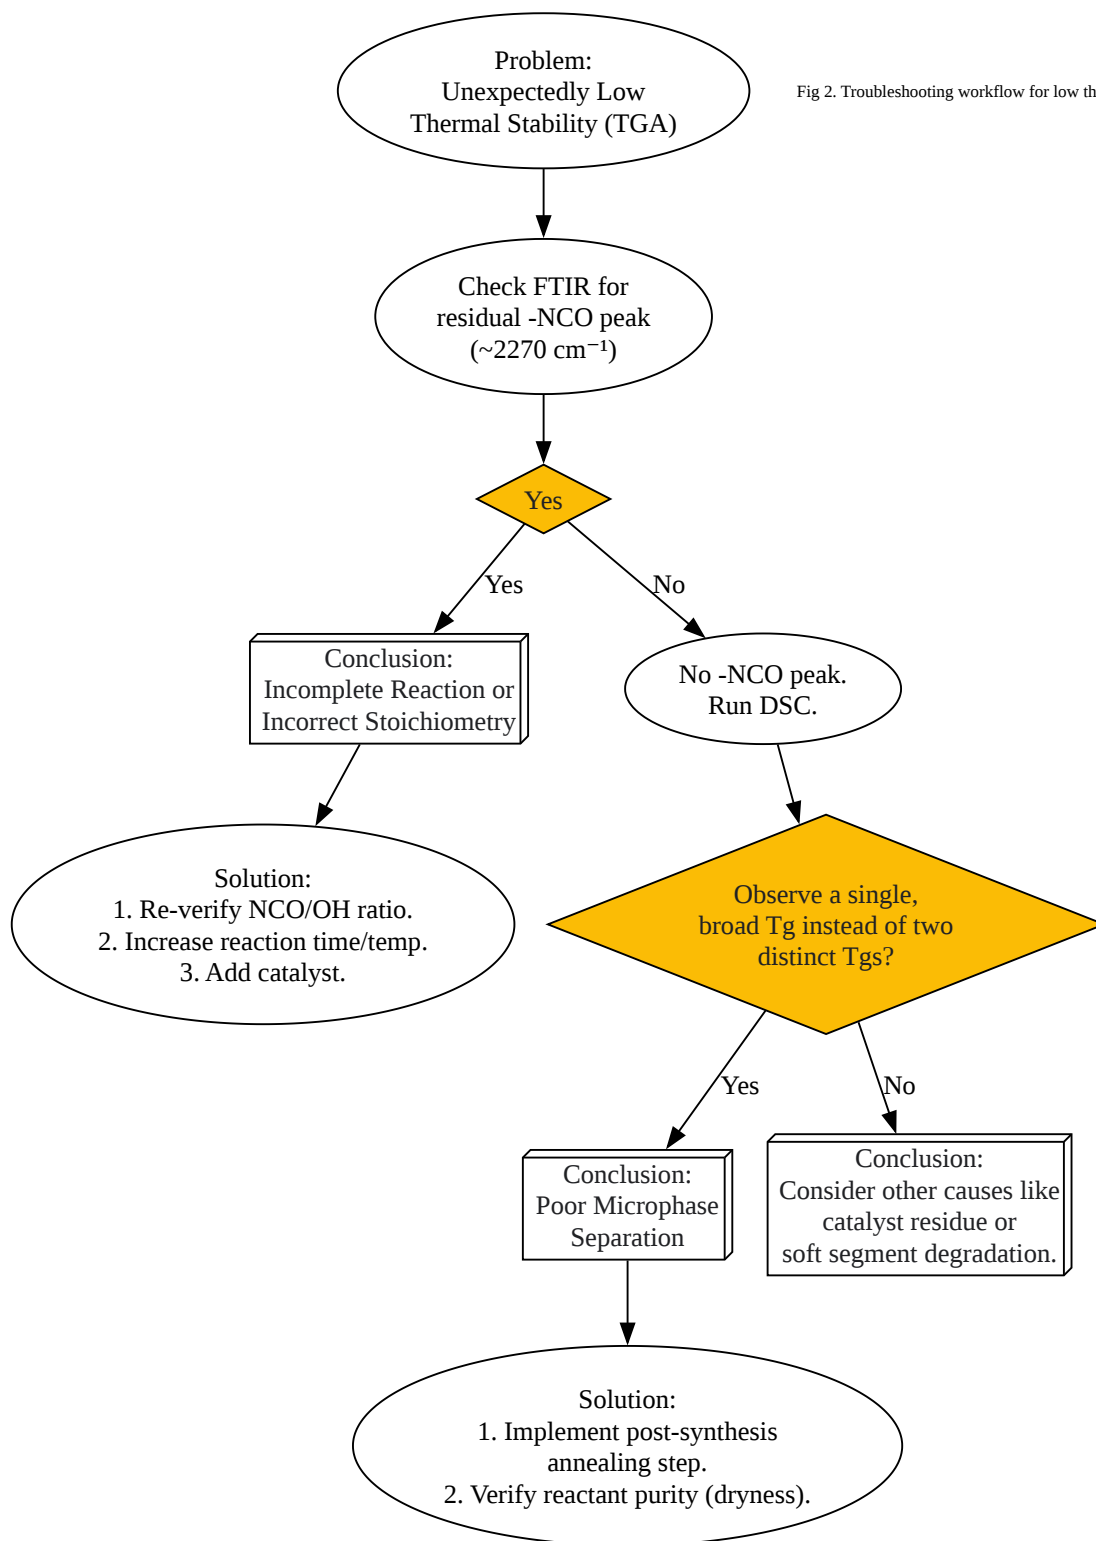 Problem:
Unexpectedly Low
Thermal Stability (TGA)
Fig 2. Troubleshooting workflow for low th
Check FTIR for
residual -NCO peak
(~2270 cm⁻¹)
Yes
Yes
No
Conclusion:
Incomplete Reaction or
Incorrect Stoichiometry
No -NCO peak.
Run DSC.
Solution:
1. Re-verify NCO/OH ratio.
2. Increase reaction time/temp.
3. Add catalyst.
Observe a single,
broad Tg instead of two
distinct Tgs?
Yes
No
Conclusion:
Poor Microphase
Separation
Conclusion:
Consider other causes like
catalyst residue or
soft segment degradation.
Solution:
1. Implement post-synthesis
annealing step.
2. Verify reactant purity (dryness).